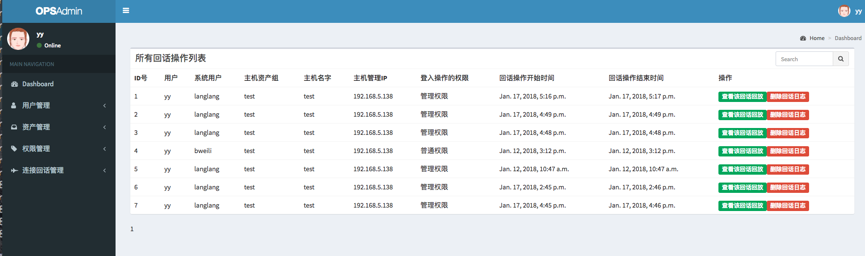 OPSAdmin
yy
yy
Online
MAIN NAVIGATION
Dashboard
用户管理
资产管理
权限管理
连接回话管理
Home > Dashboard
所有回话操作列表
Search
ID号 用户 系统用户 主机资产组 主机名字 主机管理IP 登入操作的权限 回话操作开始时间 回话操作结束时间 操作
1 yy langlang test test 192.168.5.138 管理权限 Jan. 17, 2018, 5:16 p.m. Jan. 17, 2018, 5:17 p.m. 查看该回话回放 删除回话日志
2 yy langlang test test 192.168.5.138 管理权限 Jan. 17, 2018, 4:49 p.m. Jan. 17, 2018, 4:49 p.m. 查看该回话回放 删除回话日志
3 yy langlang test test 192.168.5.138 管理权限 Jan. 17, 2018, 4:48 p.m. Jan. 17, 2018, 4:48 p.m. 查看该回话回放 删除回话日志
4 yy bweili test test 192.168.5.138 普通权限 Jan. 12, 2018, 3:12 p.m. Jan. 12, 2018, 3:12 p.m. 查看该回话回放 删除回话日志
5 yy langlang test test 192.168.5.138 管理权限 Jan. 12, 2018, 10:47 a.m. Jan. 12, 2018, 10:47 a.m. 查看该回话回放 删除回话日志
6 yy langlang test test 192.168.5.138 管理权限 Jan. 17, 2018, 2:45 p.m. Jan. 17, 2018, 2:46 p.m. 查看该回话回放 删除回话日志
7 yy langlang test test 192.168.5.138 管理权限 Jan. 17, 2018, 4:45 p.m. Jan. 17, 2018, 4:46 p.m. 查看该回话回放 删除回话日志
1